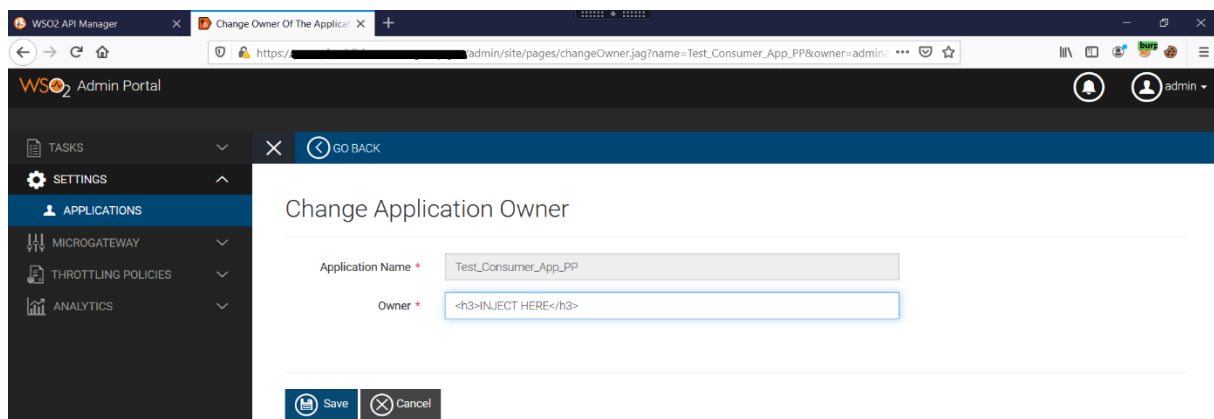 WSO2 API Manager
Change Owner Of The Applicat
https:/
/admin/site/pages/changeOwner.jag?name=Test_Consumer_App_PP&owner=admin
burp
WSO2 Admin Portal
admin
TASKS
GO BACK
SETTINGS
APPLICATIONS
Change Application Owner
MICROGATEWAY
Application Name *
Test_Consumer_App_PP
THROTTLING POLICIES
Owner *
<h3>INJECT HERE</h3>
ANALYTICS
Save
Cancel